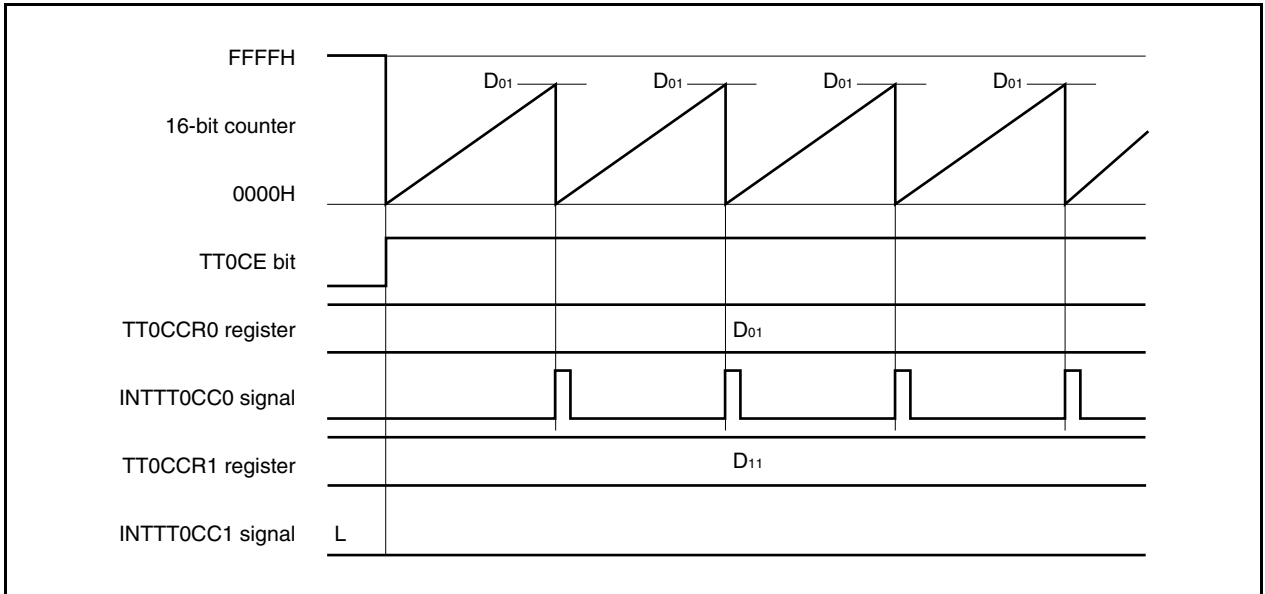 FFFFH
D01 D01 D01 D01
16-bit counter
0000H
TT0CE bit
TT0CCR0 register D01
INTTT0CC0 signal
TT0CCR1 register D11
INTTT0CC1 signal L